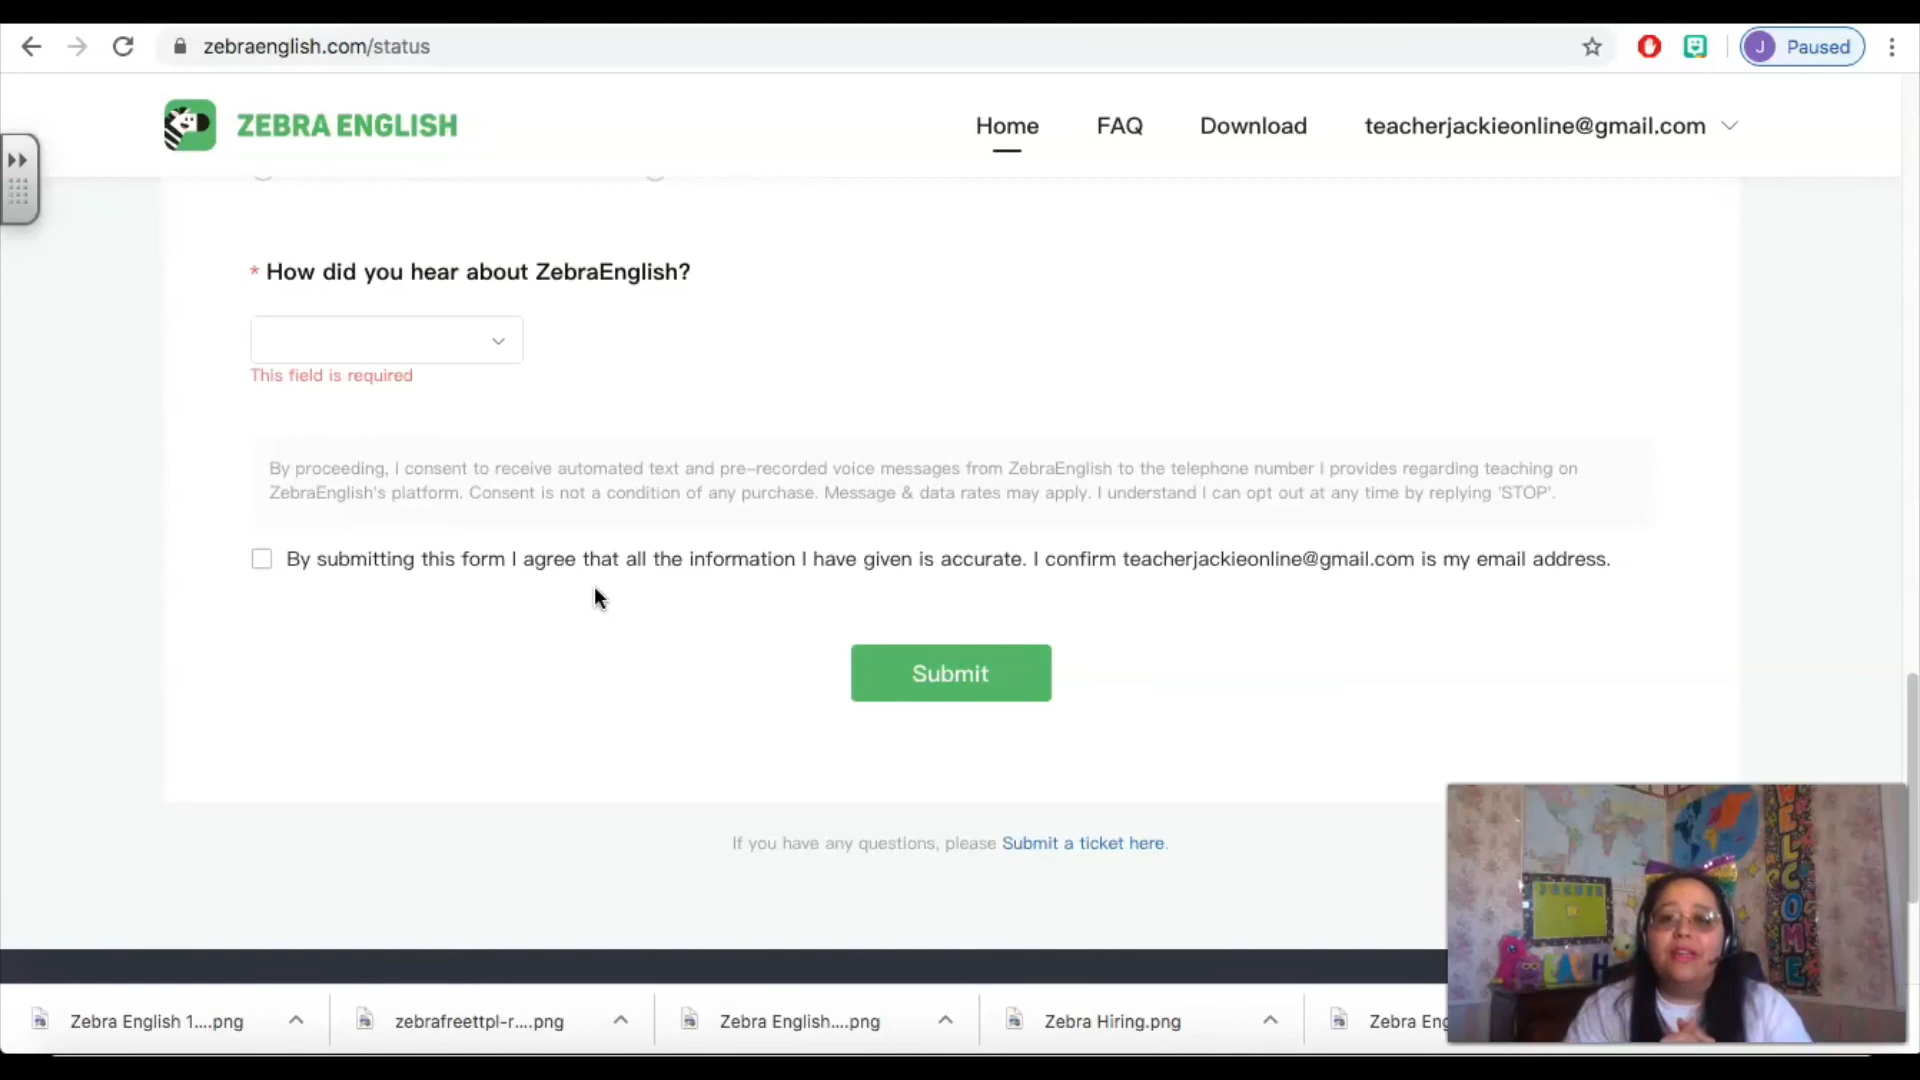 zebraenglish.com/status
J Paused
ZEBRA ENGLISH
Home
FAQ
Download
teacherjackieonline@gmail.com
* How did you hear about ZebraEnglish?
This field is required
By proceeding, I consent to receive automated text and pre-recorded voice messages from ZebraEnglish to the telephone number I provides regarding teaching on
ZebraEnglish's platform. Consent is not a condition of any purchase. Message & data rates may apply. I understand I can opt out at any time by replying 'STOP'.
By submitting this form I agree that all the information I have given is accurate. I confirm teacherjackieonline@gmail.com is my email address.
Submit
If you have any questions, please Submit a ticket here.
WELCOME
Zebra English 1....png
zebrafreettpl-r....png
Zebra English....png
Zebra Hiring.png
Zebra Eng